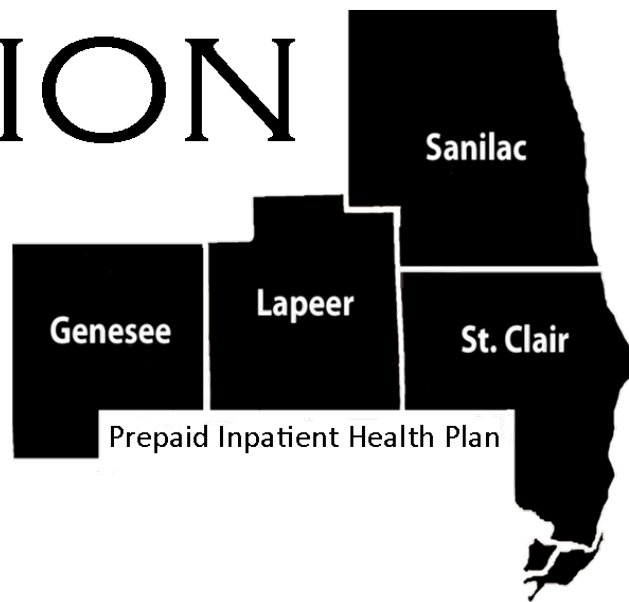 ION
Sanilac
Lapeer
Genesee
St. Clair
Prepaid Inpatient Health Plan